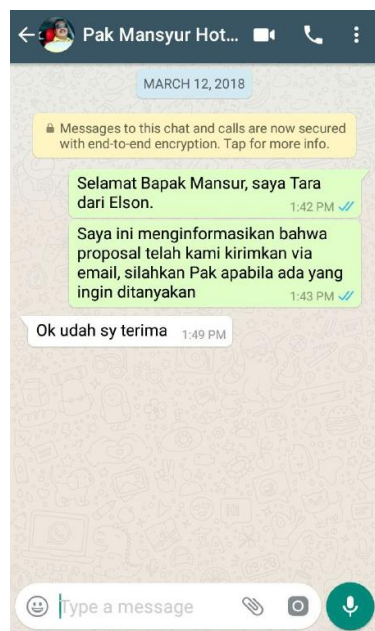 Pak Mansyur Hot...
MARCH 12, 2018
Messages to this chat and calls are now secured
with end-to-end encryption. Tap for more info.
Selamat Bapak Mansur, saya Tara
dari Elson.
1:42 PM
Saya ini menginformasikan bahwa
proposal telah kami kirimkan via
email, silahkan Pak apabila ada yang
ingin ditanyakan
1:43 PM
Ok udah sy terima 1:49 PM
Type a message